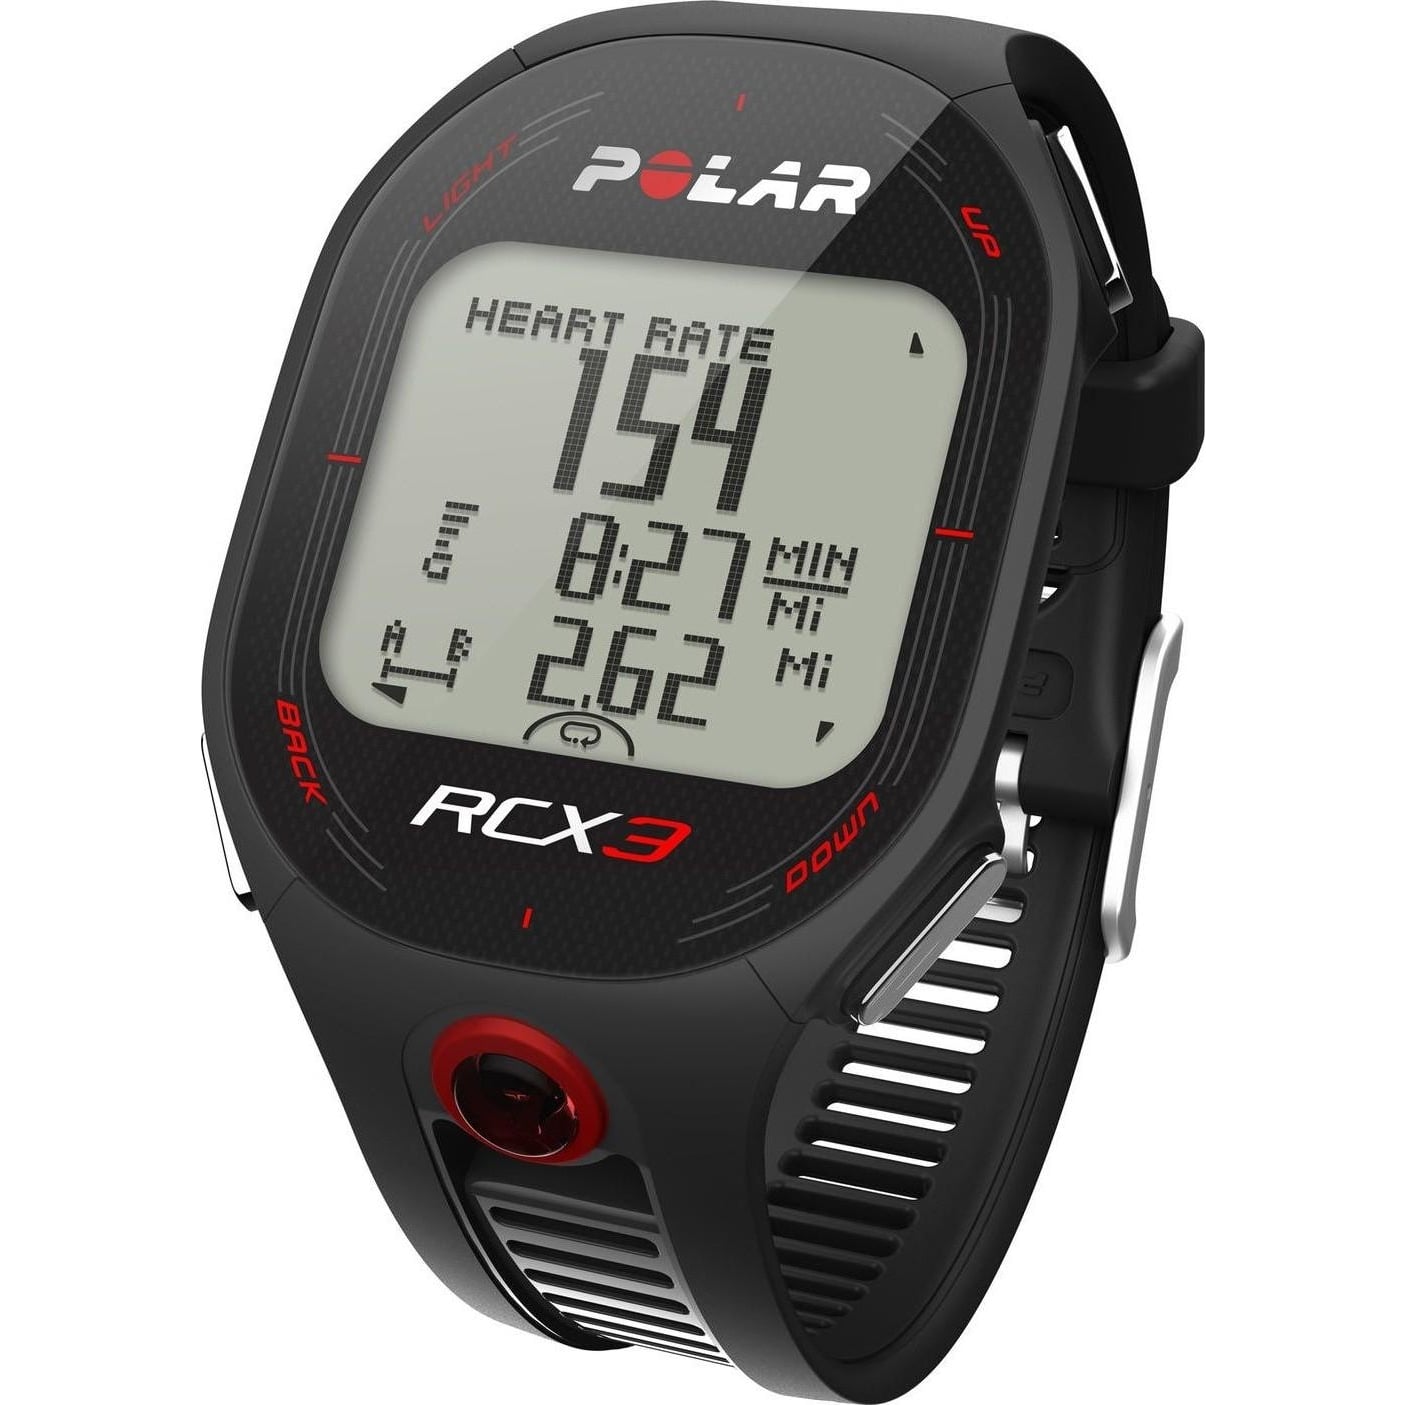 POLAR
LIGHT
UP
HEART RATE
154
8:27 MIN
Mi
A B
2.62 Mi
BACK
RCX3
DOWN